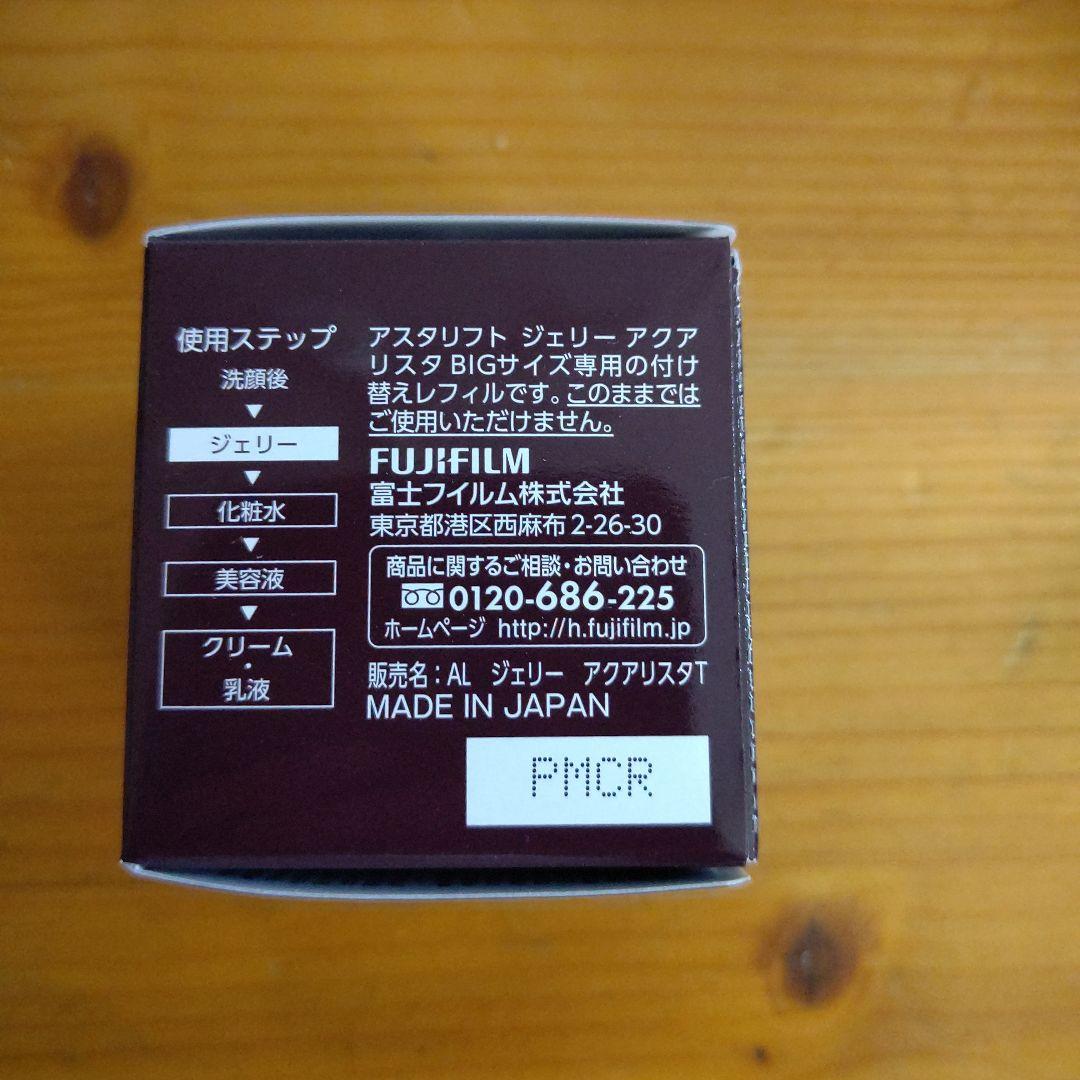 使用ステップ
洗顔後
▼
ジェリー
▼
化粧水
▼
美容液
▼
クリーム
・
乳液
アスタリフト ジェリー アクア
リスタ BIGサイズ専用の付け
替えレフィルです。このままでは
ご使用いただけません。
FUJIFILM
富士フイルム株式会社
東京都港区西麻布 2-26-30
商品に関するご相談・お問い合わせ
0120-686-225
ホームページ http://h.fujifilm.jp
販売名：AL ジェリー アクアリスタT
MADE IN JAPAN
PMCR